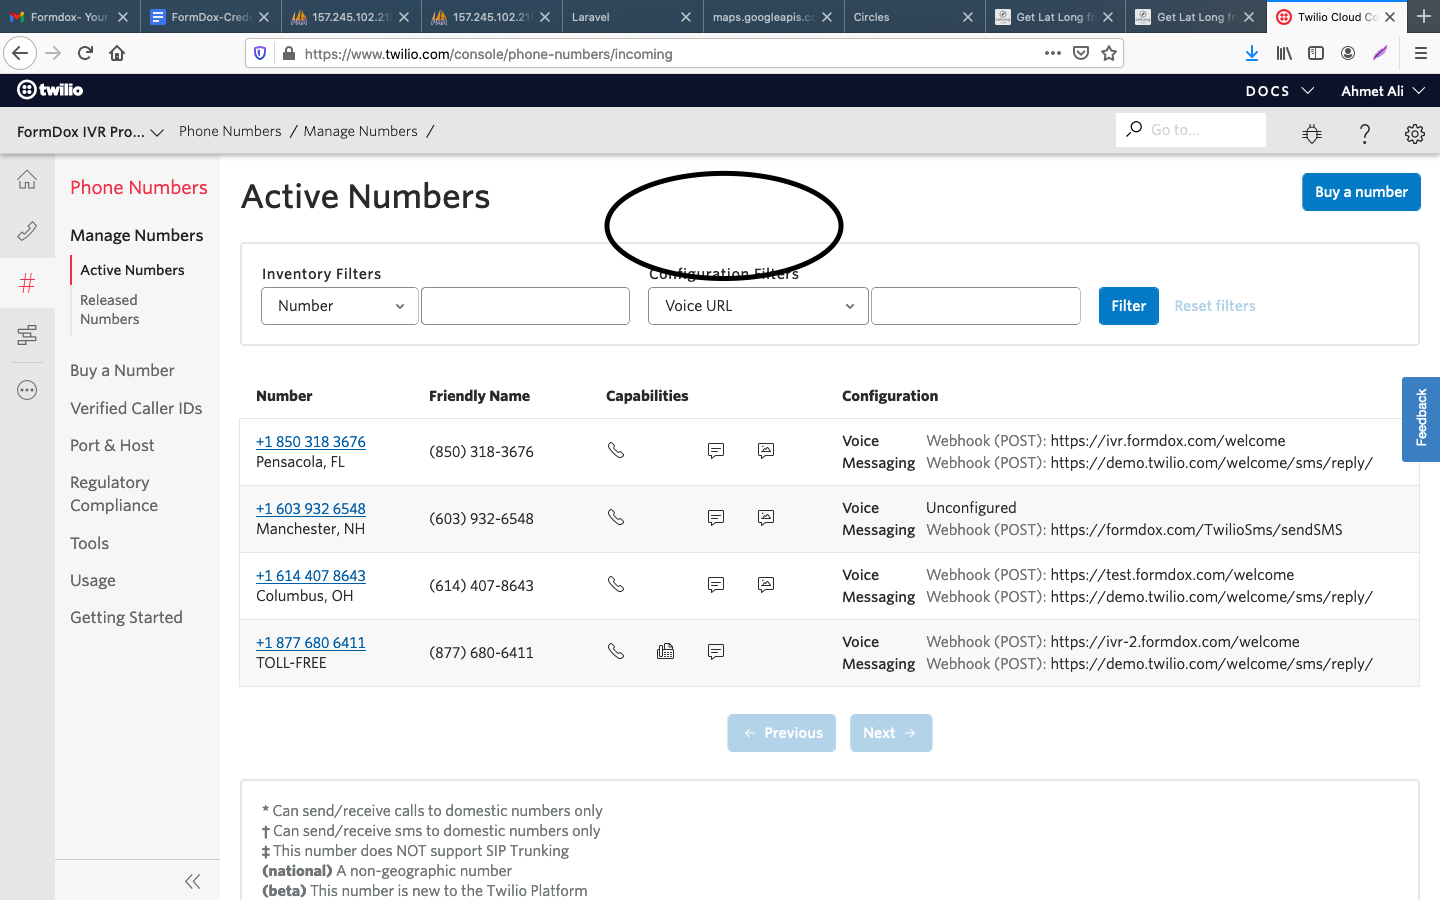 Formdox- Your
FormDox-Crede
157.245.102.21
157.245.102.21
Laravel
maps.googleapis.co
Circles
Get Lat Long fr
Get Lat Long fr
Twilio Cloud Co
https://www.twilio.com/console/phone-numbers/incoming
twilio
DOCS
Ahmet Ali
FormDox IVR Pro...
Phone Numbers / Manage Numbers /
Go to...
Phone Numbers
Manage Numbers
Active Numbers
Released
Numbers
Buy a Number
Verified Caller IDs
Port & Host
Regulatory
Compliance
Tools
Usage
Getting Started
Active Numbers
Buy a number
Inventory Filters
Configuration Filters
Number
Voice URL
Filter
Reset filters
Number Friendly Name Capabilities Configuration
+1 850 318 3676
Pensacola, FL
(850) 318-3676
Voice Webhook (POST): https://ivr.formdox.com/welcome
Messaging Webhook (POST): https://demo.twilio.com/welcome/sms/reply/
+1 603 932 6548
Manchester, NH
(603) 932-6548
Voice Unconfigured
Messaging Webhook (POST): https://formdox.com/TwilioSms/sendSMS
+1 614 407 8643
Columbus, OH
(614) 407-8643
Voice Webhook (POST): https://test.formdox.com/welcome
Messaging Webhook (POST): https://demo.twilio.com/welcome/sms/reply/
+1 877 680 6411
TOLL-FREE
(877) 680-6411
Voice Webhook (POST): https://ivr-2.formdox.com/welcome
Messaging Webhook (POST): https://demo.twilio.com/welcome/sms/reply/
Feedback
← Previous
Next →
* Can send/receive calls to domestic numbers only
† Can send/receive sms to domestic numbers only
‡ This number does NOT support SIP Trunking
(national) A non-geographic number
(beta) This number is new to the Twilio Platform